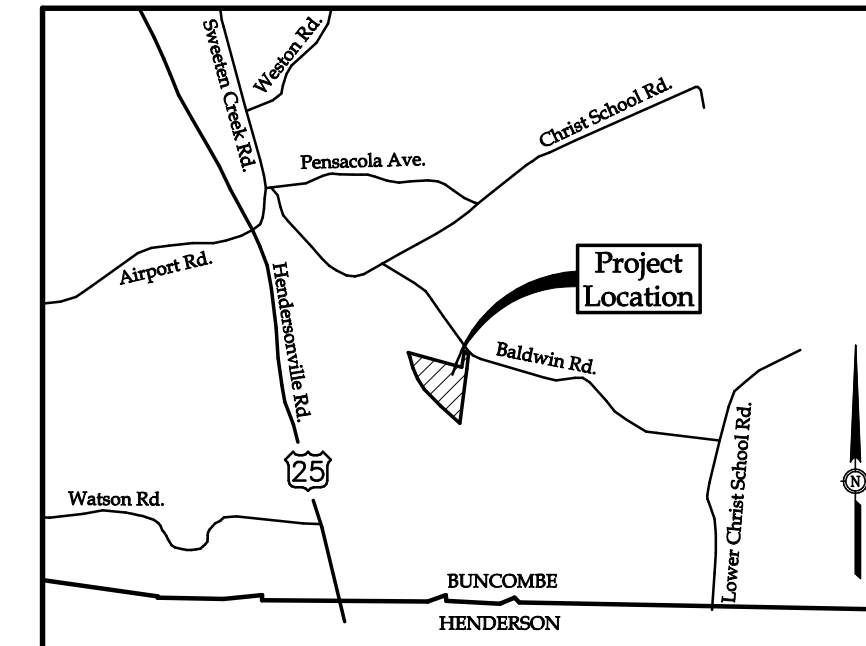 Sweeten Creek Rd.
Weston Rd.
Christ School Rd.
Pensacola Ave.
Airport Rd.
Project
Location
Hendersonville Rd.
Baldwin Rd.
25
Lower Christ School Rd.
N
Watson Rd.
BUNCOMBE
HENDERSON